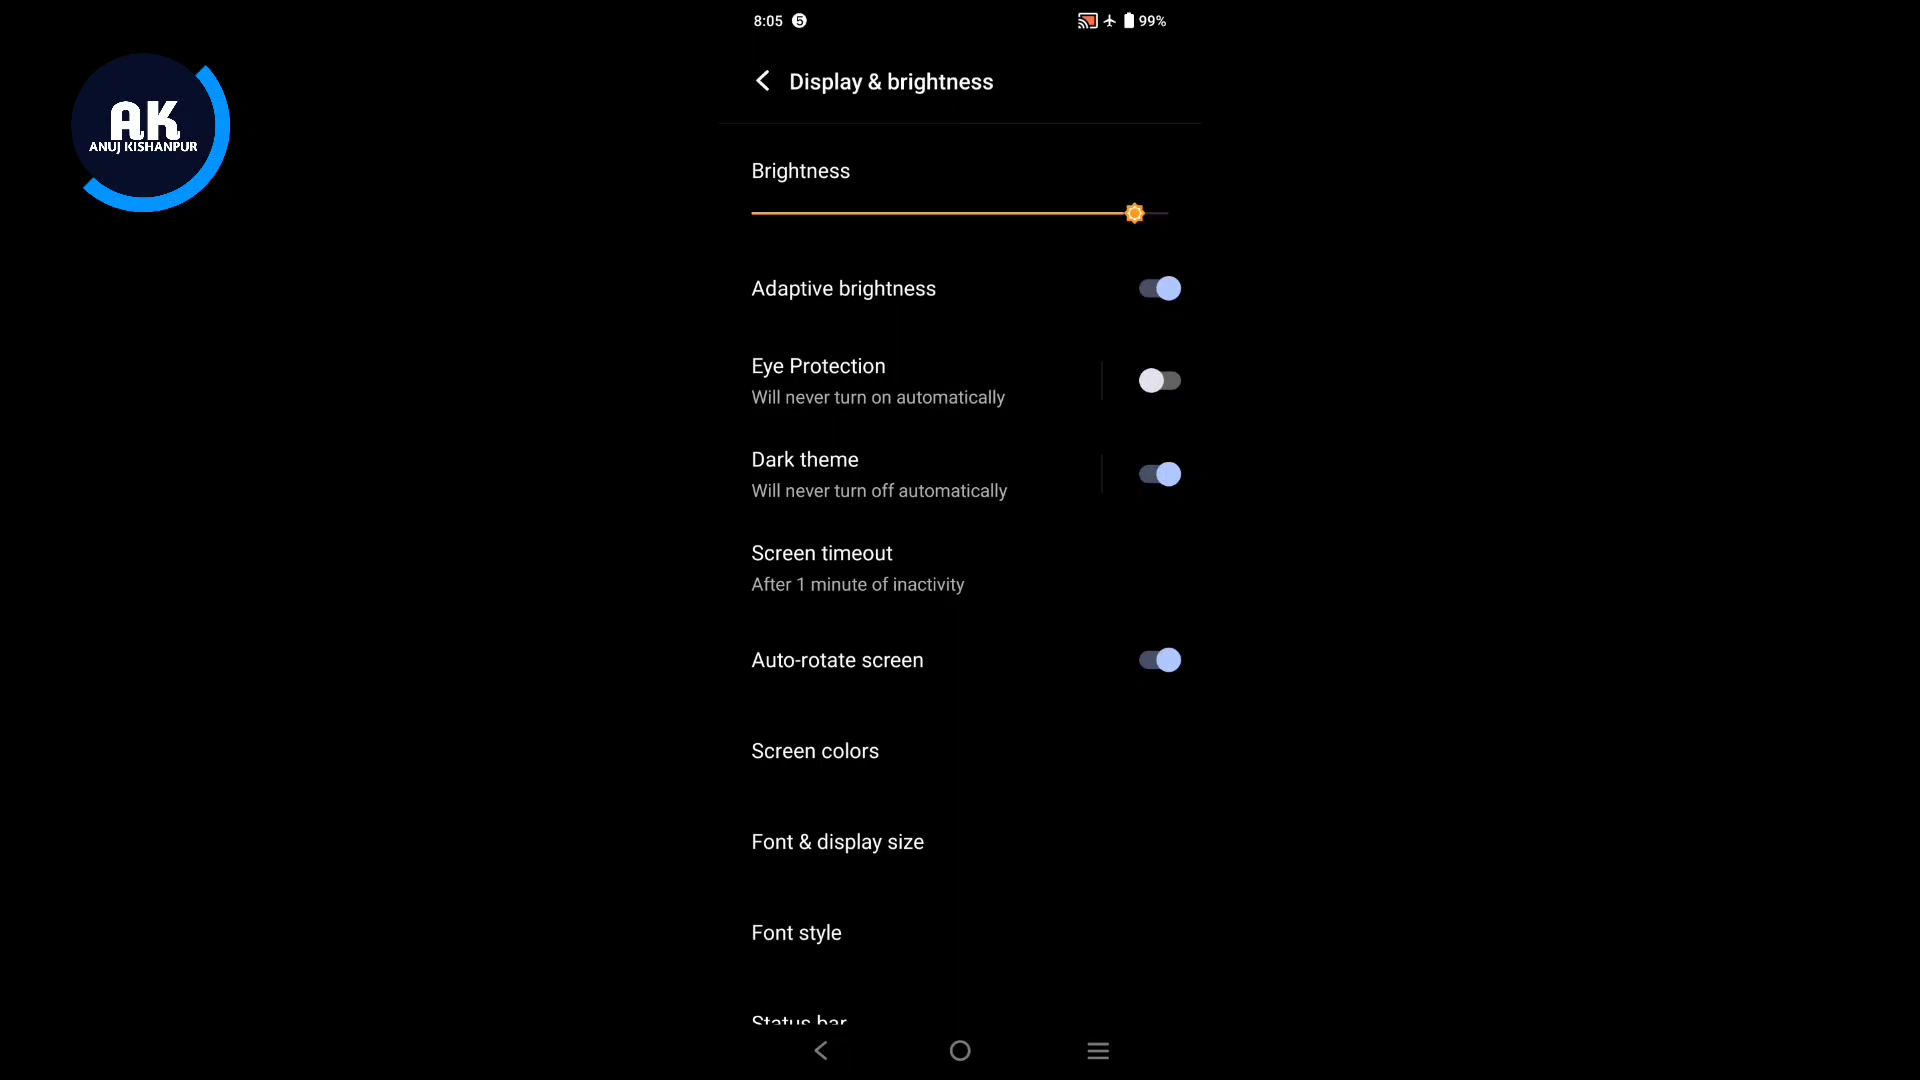 8:05 5 99%
AK
ANUJ KISHANPUR
Display & brightness
Brightness
Adaptive brightness
Eye Protection
Will never turn on automatically
Dark theme
Will never turn off automatically
Screen timeout
After 1 minute of inactivity
Auto-rotate screen
Screen colors
Font & display size
Font style
Status bar